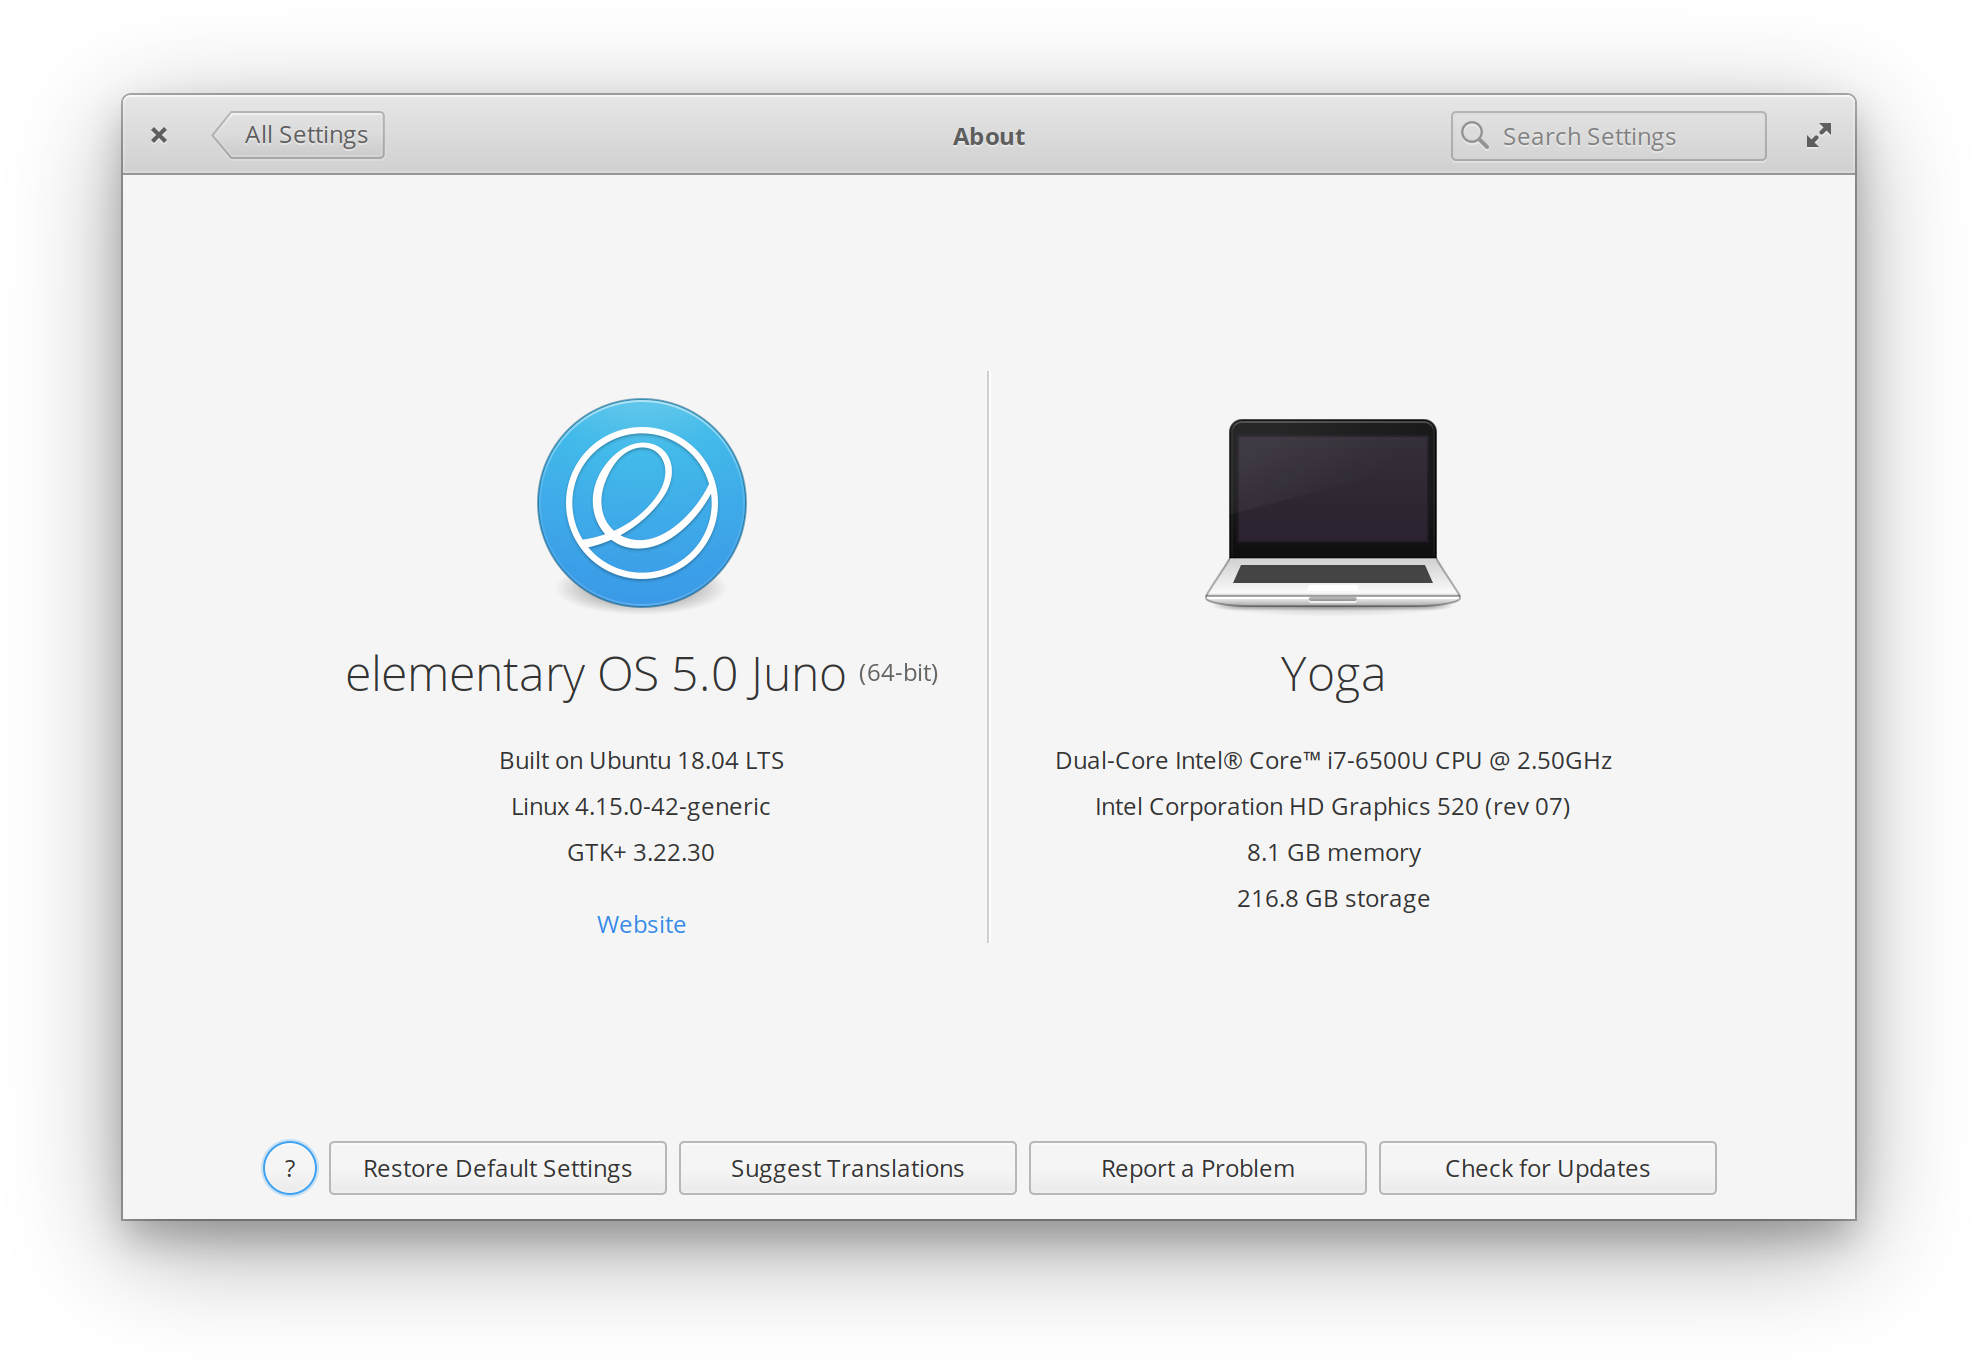 All Settings
About
Search Settings
elementary OS 5.0 Juno (64-bit)
Built on Ubuntu 18.04 LTS
Linux 4.15.0-42-generic
GTK+ 3.22.30
Website
Yoga
Dual-Core Intel® Core™ i7-6500U CPU @ 2.50GHz
Intel Corporation HD Graphics 520 (rev 07)
8.1 GB memory
216.8 GB storage
?
Restore Default Settings
Suggest Translations
Report a Problem
Check for Updates